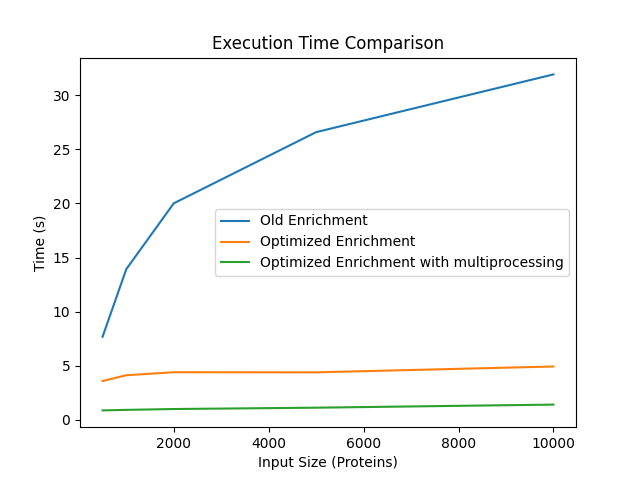 Execution Time Comparison
30
25
20
15
10
5
0
Time (s)
Old Enrichment
Optimized Enrichment
Optimized Enrichment with multiprocessing
2000 4000 6000 8000 10000
Input Size (Proteins)